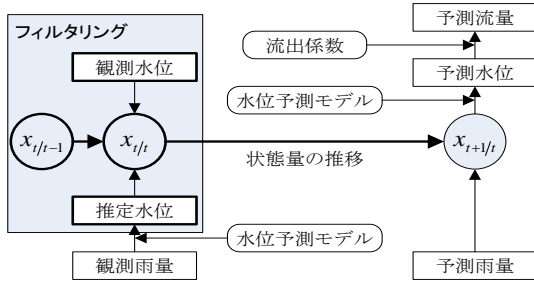 フィルタリング
予測流量
流出係数
観測水位
予測水位
水位予測モデル
x_{t/t-1}
x_{t/t}
x_{t+1/t}
状態量の推移
推定水位
水位予測モデル
観測雨量
予測雨量